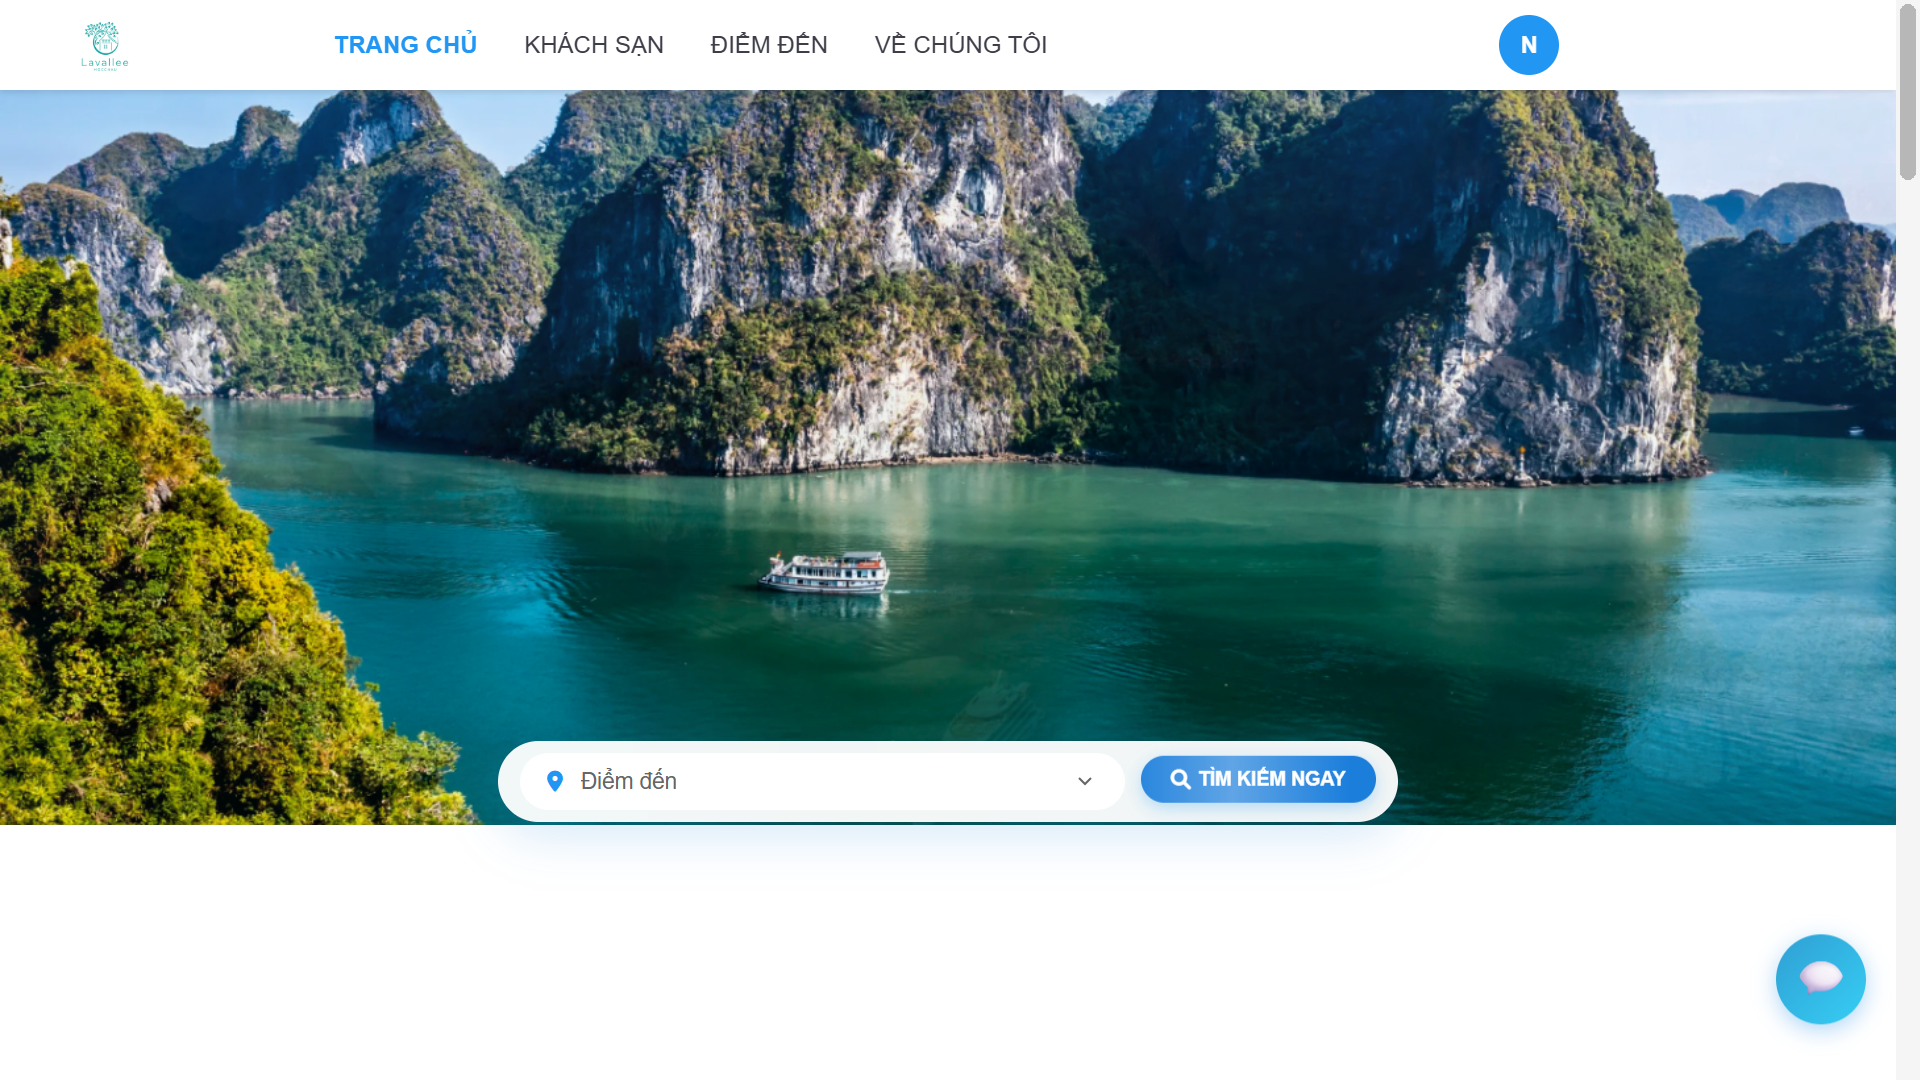 Lavallee
TRANG CHỦ
KHÁCH SẠN
ĐIỂM ĐẾN
VỀ CHÚNG TÔI
N
Điểm đến
TÌM KIẾM NGAY